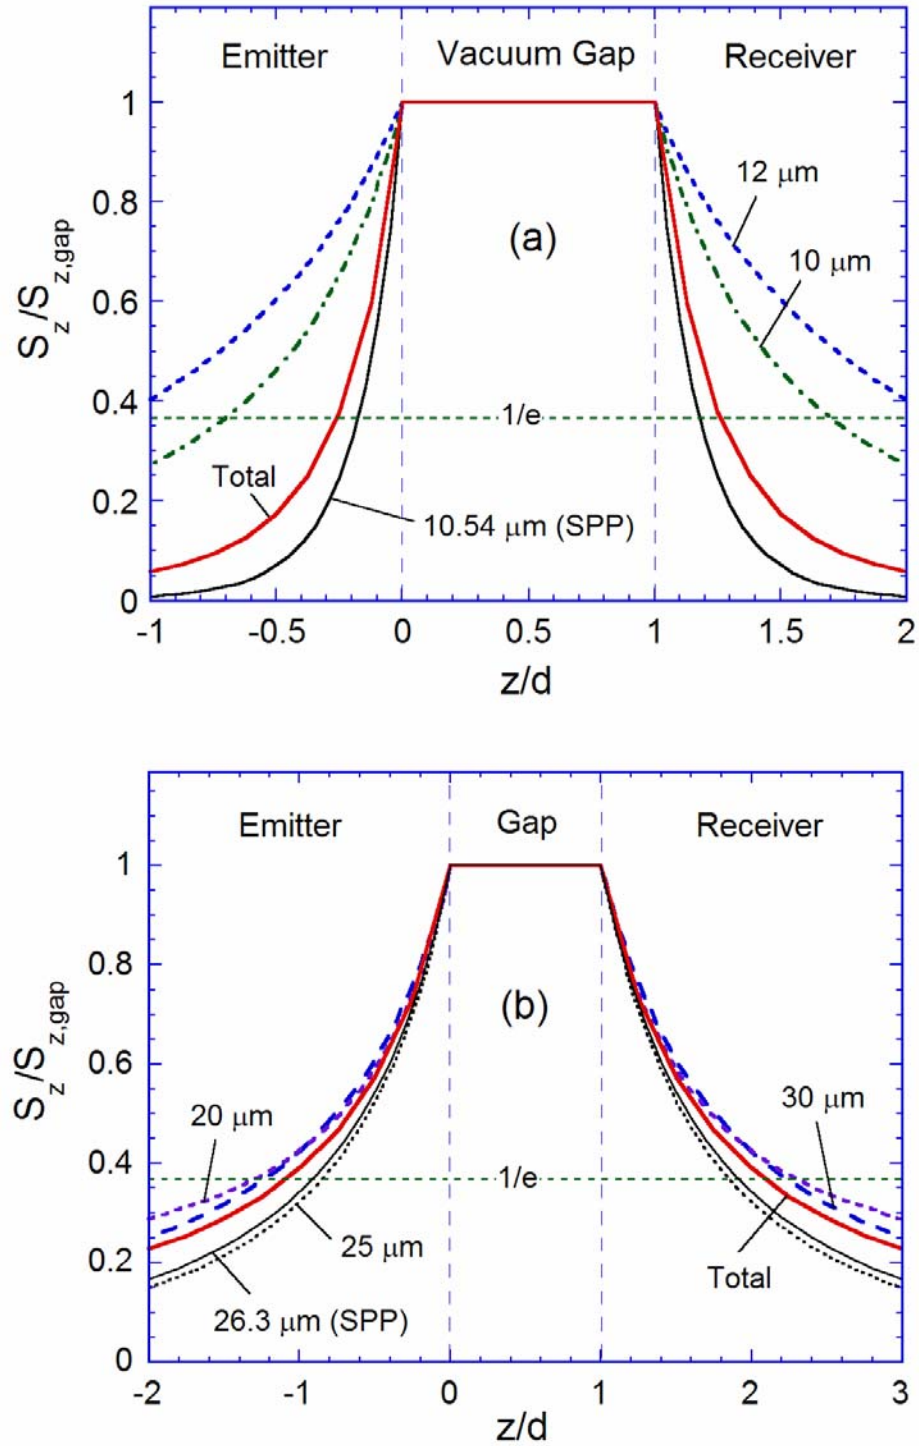 Emitter Vacuum Gap Receiver
1
12 μm
0.8
(a)
10 μm
S_z/S_z,gap
0.6
0.4
1/e
Total
0.2
10.54 μm (SPP)
0
-1 -0.5 0 0.5 1 1.5 2
z/d
Emitter Gap Receiver
1
0.8
(b)
S_z/S_z,gap
0.6
20 μm
30 μm
0.4
1/e
25 μm
0.2
Total
26.3 μm (SPP)
0
-2 -1 0 1 2 3
z/d